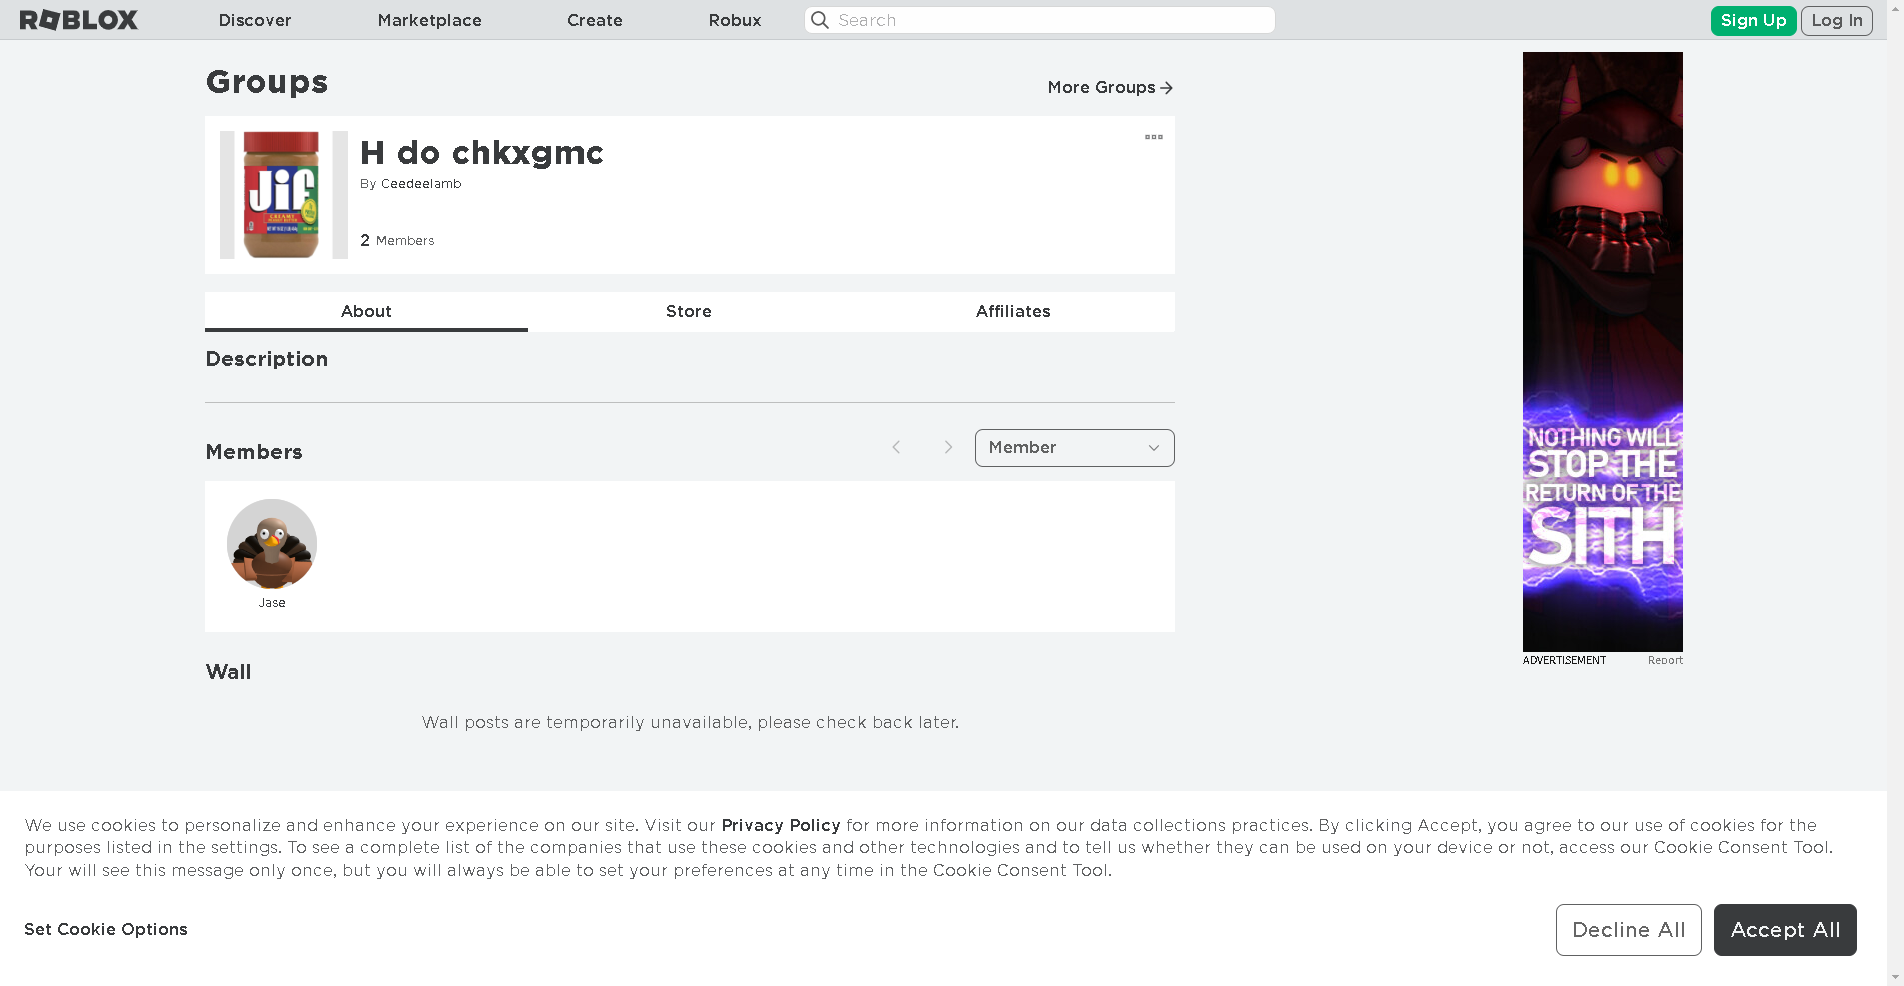 ROBLOX
Discover
Marketplace
Create
Robux
Search
Sign Up
Log In
Groups
More Groups
Jif
CREAMY
H do chkxgmc
By Ceedeelamb
2 Members
About
Store
Affiliates
Description
Members
Member
Jase
Wall
Wall posts are temporarily unavailable, please check back later.
NOTHING WILL
STOP THE
RETURN OF THE
SITH
ADVERTISEMENT
Report
We use cookies to personalize and enhance your experience on our site. Visit our Privacy Policy for more information on our data collections practices. By clicking Accept, you agree to our use of cookies for the
purposes listed in the settings. To see a complete list of the companies that use these cookies and other technologies and to tell us whether they can be used on your device or not, access our Cookie Consent Tool.
Your will see this message only once, but you will always be able to set your preferences at any time in the Cookie Consent Tool.
Set Cookie Options
Decline All
Accept All